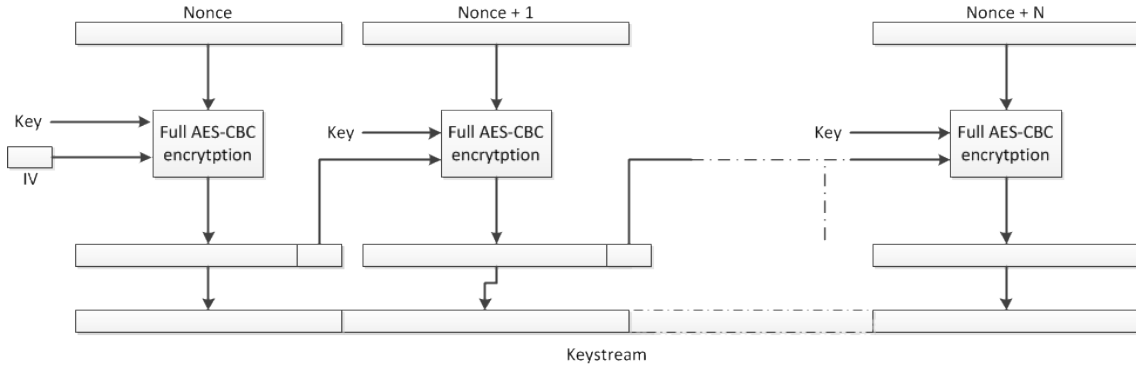 Nonce
Nonce + 1
Nonce + N
Key
Full AES-CBC
encrytption
IV
Key
Full AES-CBC
encrytption
Key
Full AES-CBC
encrytption
Keystream